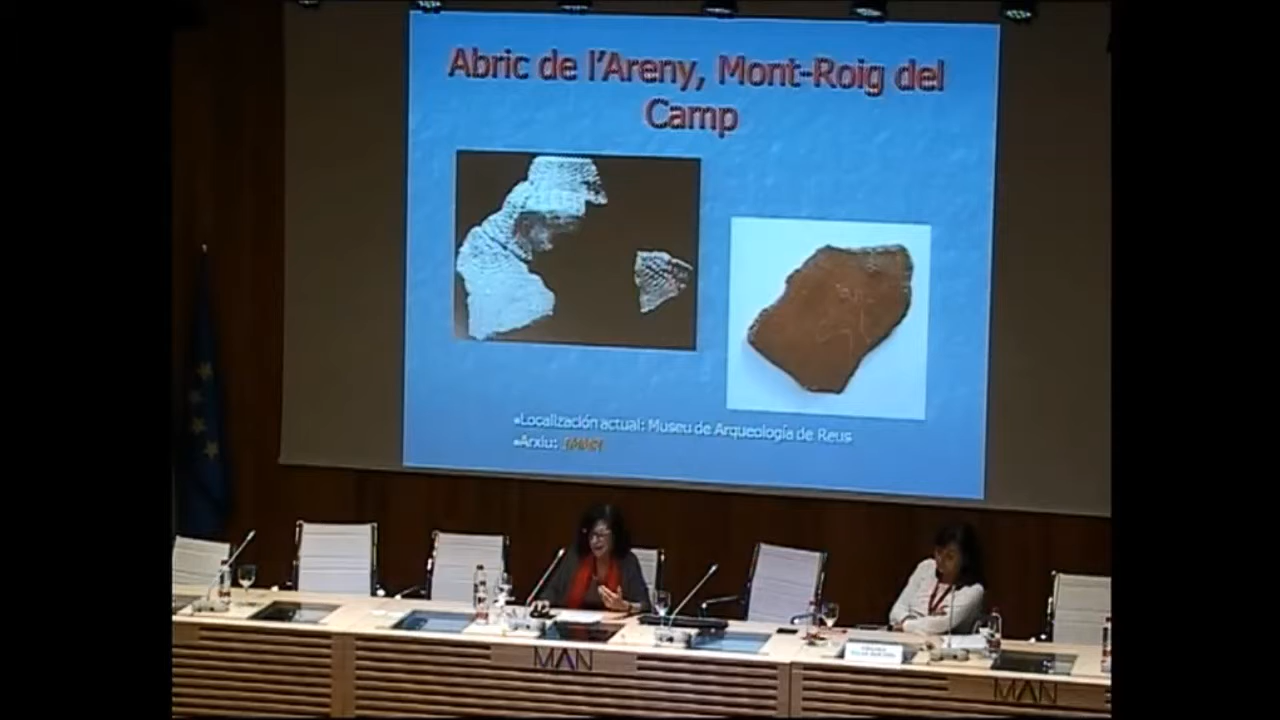 Abric de l'Areny, Mont-Roig del
Camp
Localización actual: Museu de Arqueología de Reus
Arxiu:
MAN
MAN